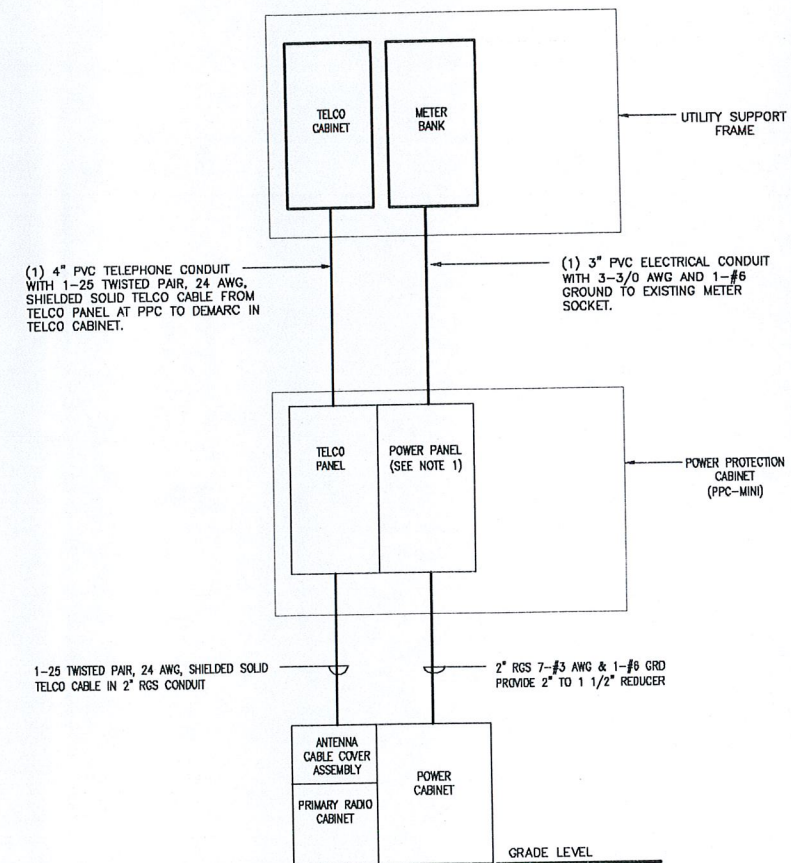 TELCO
CABINET
METER
BANK
UTILITY SUPPORT
FRAME
(1) 4" PVC TELEPHONE CONDUIT
WITH 1-25 TWISTED PAIR, 24 AWG,
SHIELDED SOLID TELCO CABLE FROM
TELCO PANEL AT PPC TO DEMARC IN
TELCO CABINET.
(1) 3" PVC ELECTRICAL CONDUIT
WITH 3-3/0 AWG AND 1-#6
GROUND TO EXISTING METER
SOCKET.
TELCO
PANEL
POWER PANEL
(SEE NOTE 1)
POWER PROTECTION
CABINET
(PPC-MINI)
1-25 TWISTED PAIR, 24 AWG, SHIELDED SOLID
TELCO CABLE IN 2" RGS CONDUIT
2" RGS 7-#3 AWG & 1-#6 GRD
PROVIDE 2" TO 1 1/2" REDUCER
ANTENNA
CABLE COVER
ASSEMBLY
PRIMARY RADIO
CABINET
POWER
CABINET
GRADE LEVEL